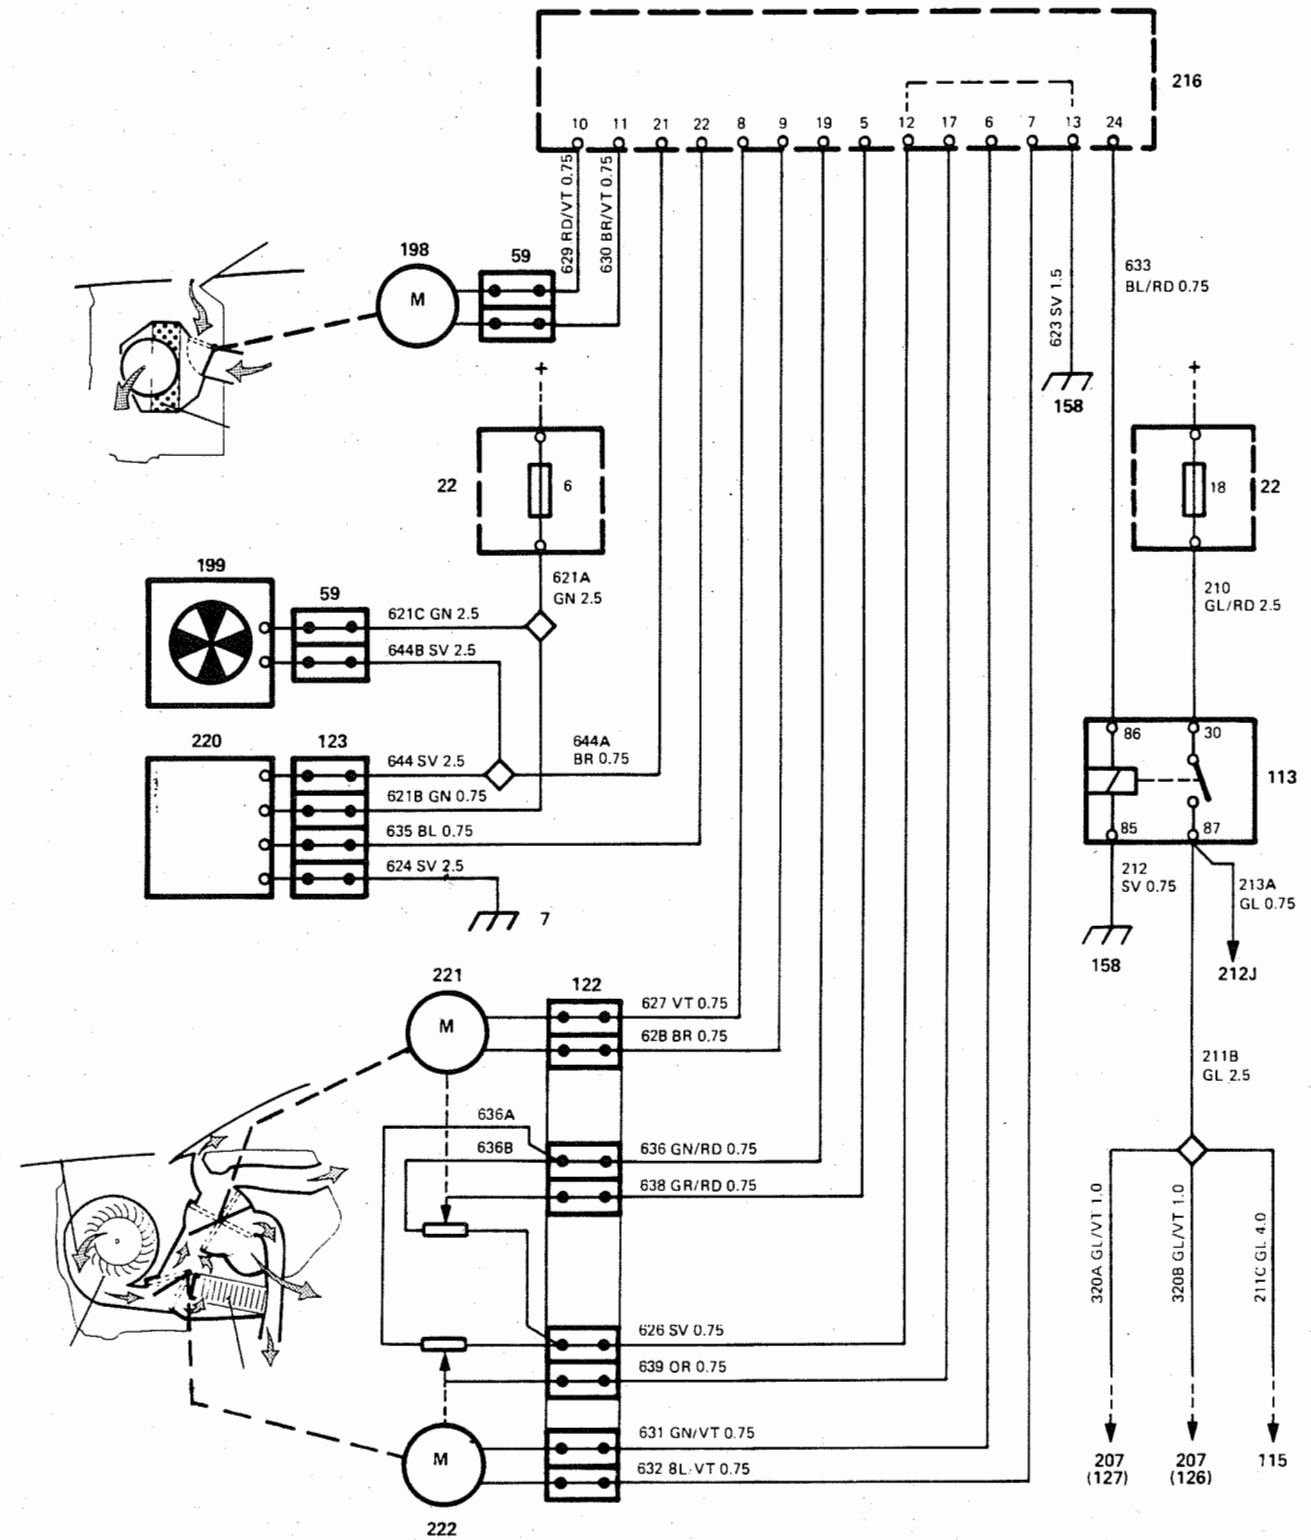 216
10 11 21 22 8 9 19 5 12 17 6 7 13 24
629 RD/VT 0.75
630 BR/VT 0.75
623 SV 1.5
633
BL/RD 0.75
198
59
M
158
+
+
22
6
18
22
621A
GN 2.5
210
GL/RD 2.5
199
59
621C GN 2.5
644B SV 2.5
220
123
644 SV 2.5
644A
BR 0.75
621B GN 0.75
635 BL 0.75
624 SV 2.5
7
86
30
113
85
87
212
SV 0.75
213A
GL 0.75
158
212J
221
122
M
627 VT 0.75
62B BR 0.75
211B
GL 2.5
636A
636B
636 GN/RD 0.75
638 GR/RD 0.75
320A GL/VT 1.0
320B GL/VT 1.0
211C GL 4.0
626 SV 0.75
639 OR 0.75
M
631 GN/VT 0.75
632 BL-VT 0.75
207
(127)
207
(126)
115
222